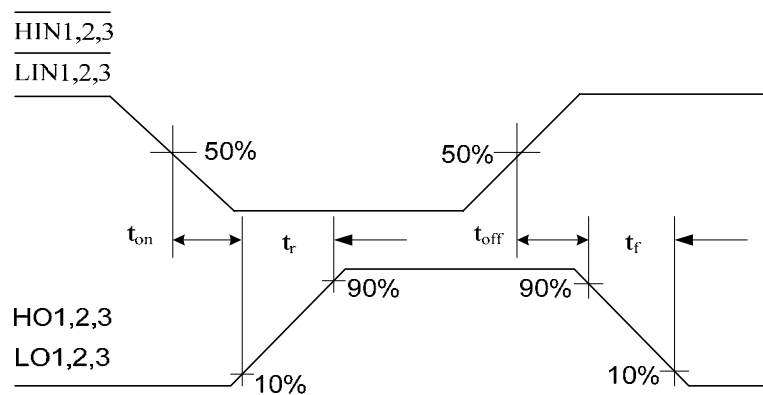 HIN1,2,3
LIN1,2,3
50%
50%
ton
tr
toff
tf
90%
90%
HO1,2,3
LO1,2,3
10%
10%